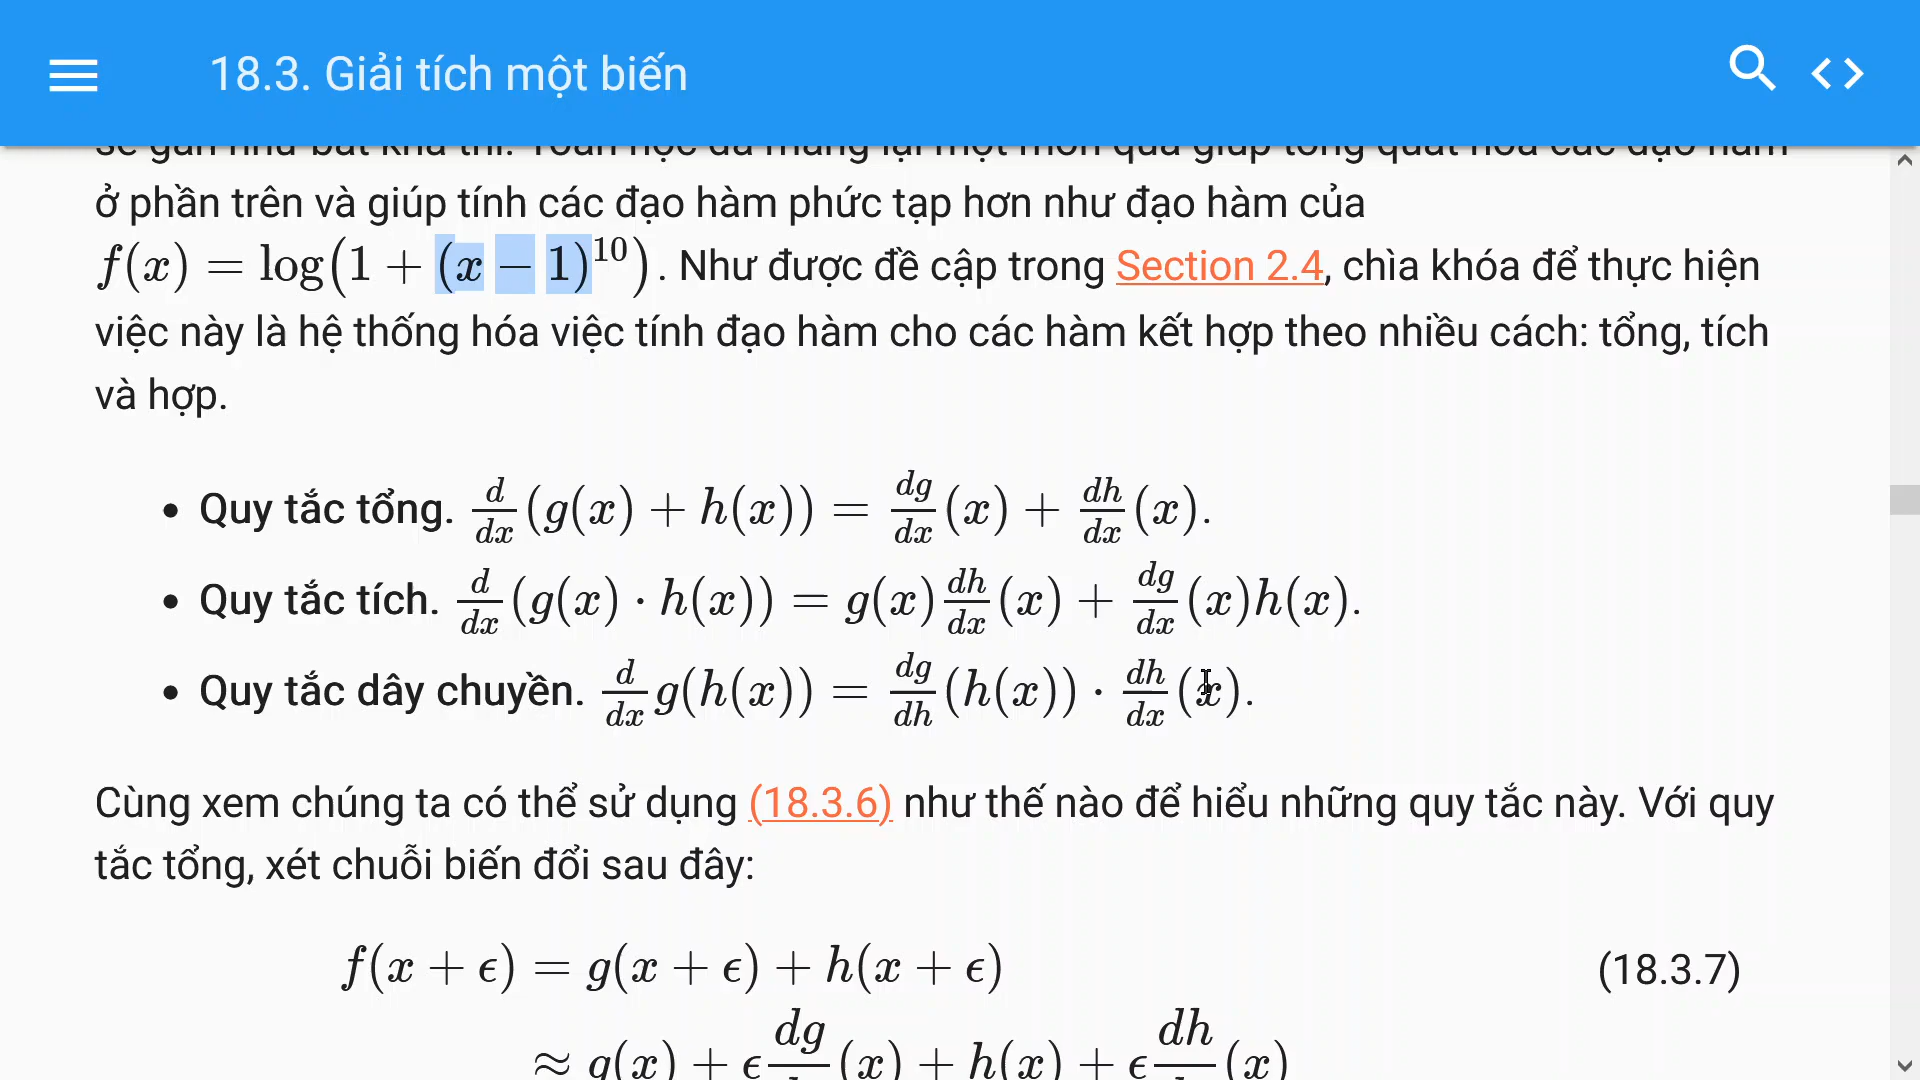 18.3. Giải tích một biến
ở phần trên và giúp tính các đạo hàm phức tạp hơn như đạo hàm của
f(x) = log(1 + (x − 1)^10). Như được đề cập trong Section 2.4, chìa khóa để thực hiện
việc này là hệ thống hóa việc tính đạo hàm cho các hàm kết hợp theo nhiều cách: tổng, tích
và hợp.
• Quy tắc tổng. d/dx (g(x) + h(x)) = dg/dx (x) + dh/dx (x).
• Quy tắc tích. d/dx (g(x) · h(x)) = g(x) dh/dx (x) + dg/dx (x)h(x).
• Quy tắc dây chuyền. d/dx g(h(x)) = dg/dh (h(x)) · dh/dx (x).
Cùng xem chúng ta có thể sử dụng (18.3.6) như thế nào để hiểu những quy tắc này. Với quy
tắc tổng, xét chuỗi biến đổi sau đây:
f(x + ϵ) = g(x + ϵ) + h(x + ϵ) (18.3.7)
≈ g(x) + ϵ dg/ (x) + h(x) + ϵ dh/ (x)